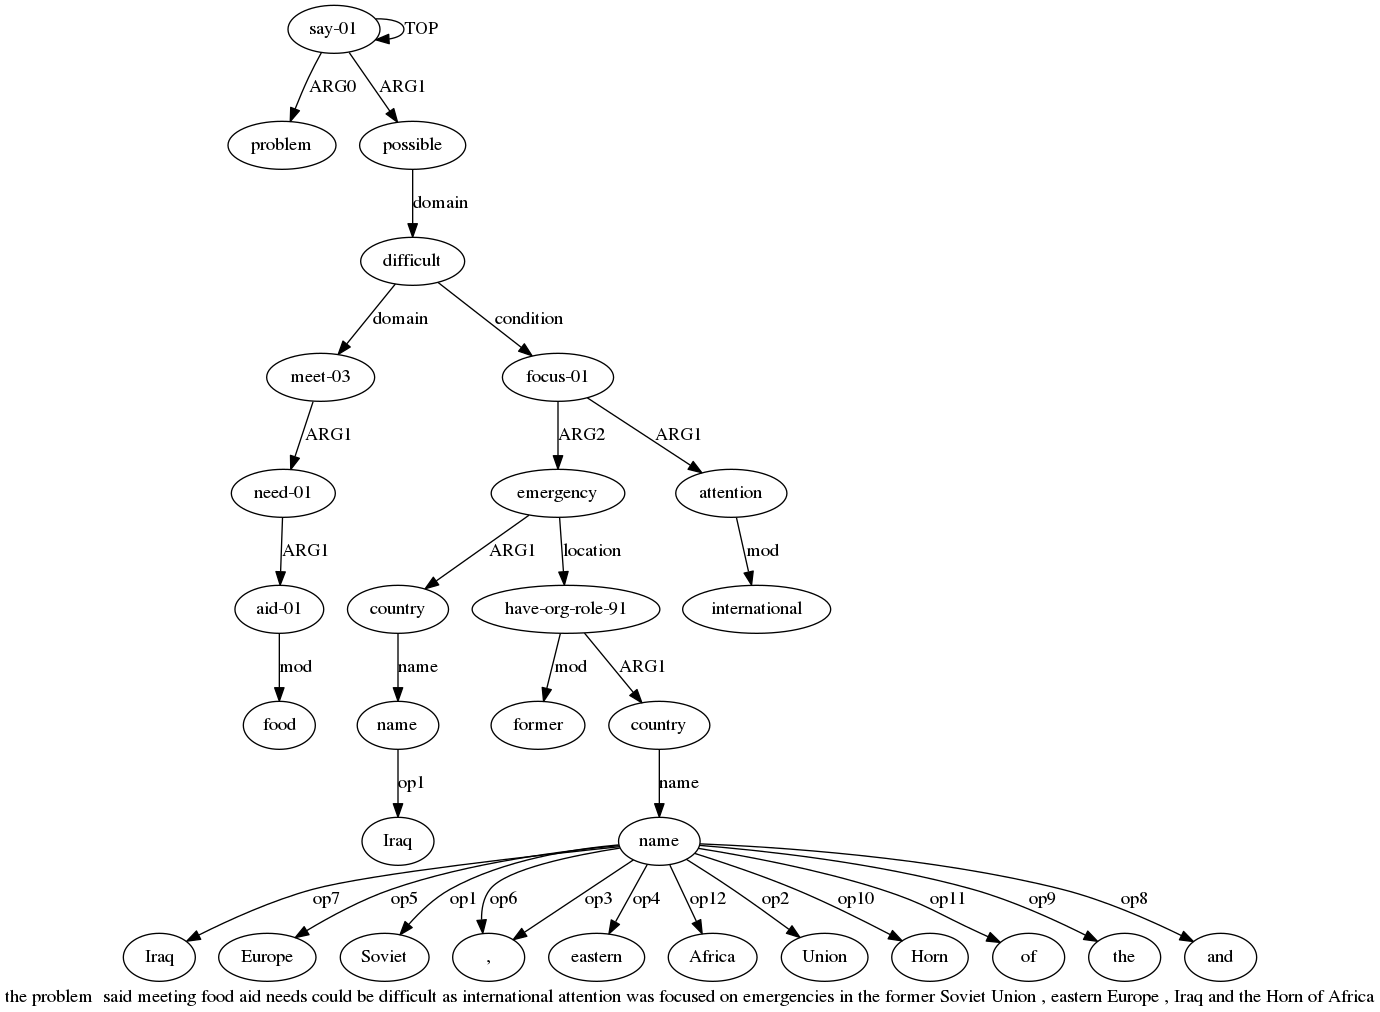 say-01
TOP
ARG0
ARG1
problem
possible
domain
difficult
domain
condition
meet-03
focus-01
ARG1
ARG2
ARG1
need-01
emergency
attention
ARG1
ARG1
location
mod
aid-01
country
have-org-role-91
international
mod
name
mod
ARG1
food
name
former
country
op1
name
Iraq
name
op7
op5
op1
op6
op3
op4
op12
op2
op10
op11
op9
op8
Iraq
Europe
Soviet
,
eastern
Africa
Union
Horn
of
the
and
the problem  said meeting food aid needs could be difficult as international attention was focused on emergencies in the former Soviet Union , eastern Europe , Iraq and the Horn of Africa